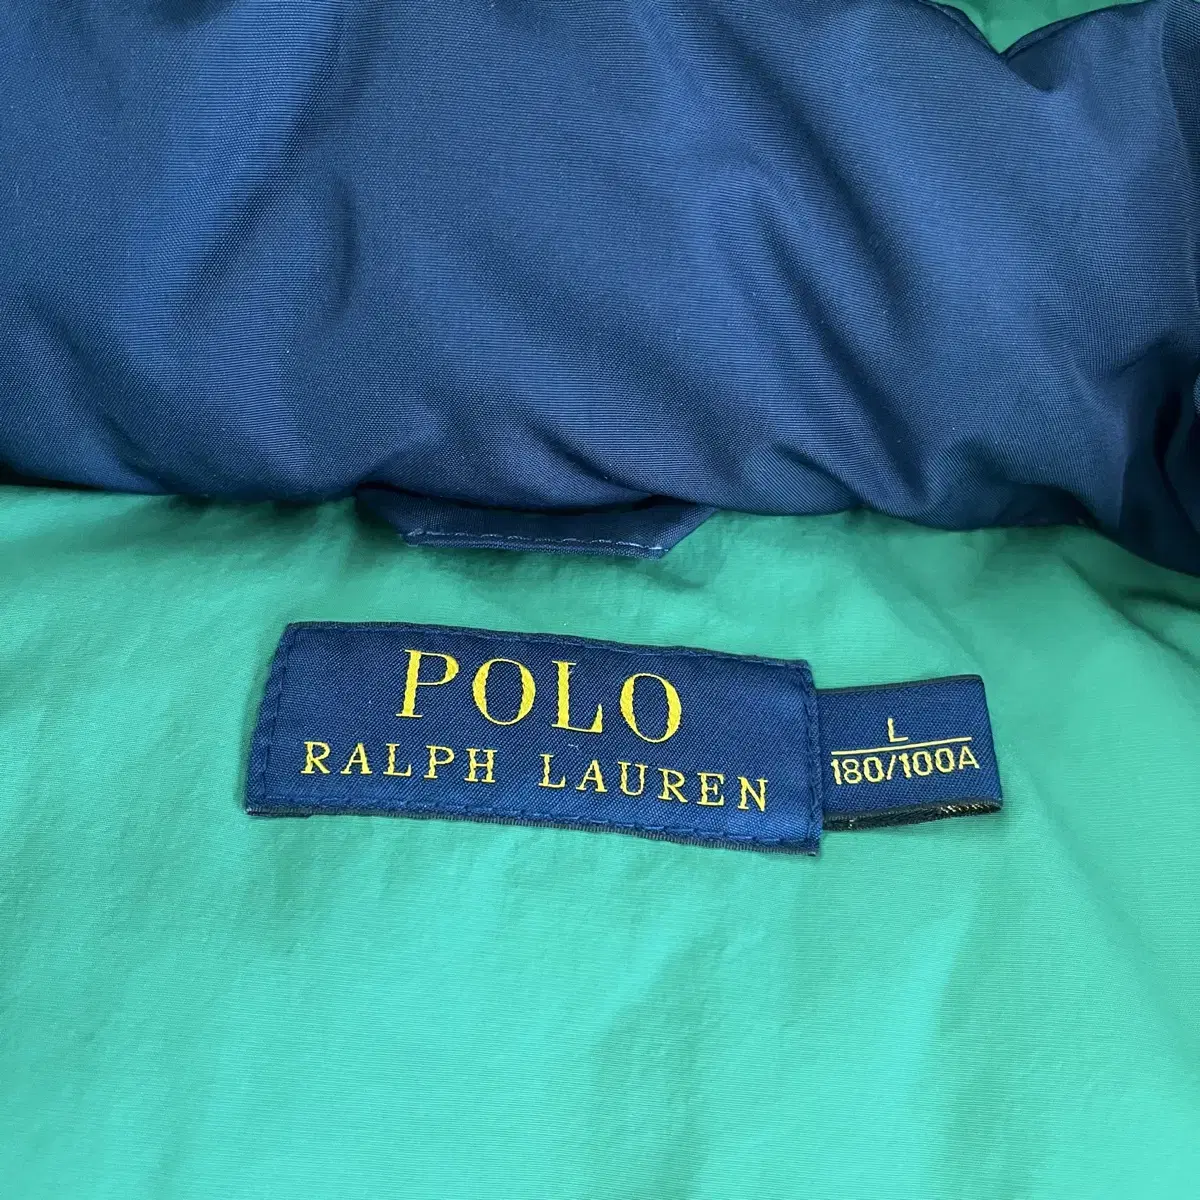 POLO
RALPH LAUREN
L
180/100A